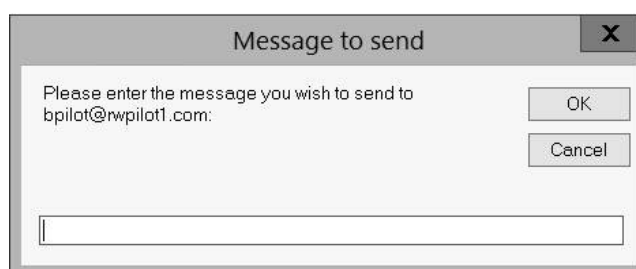 Message to send
X
Please enter the message you wish to send to
bpilot@rwpilot1.com:
OK
Cancel